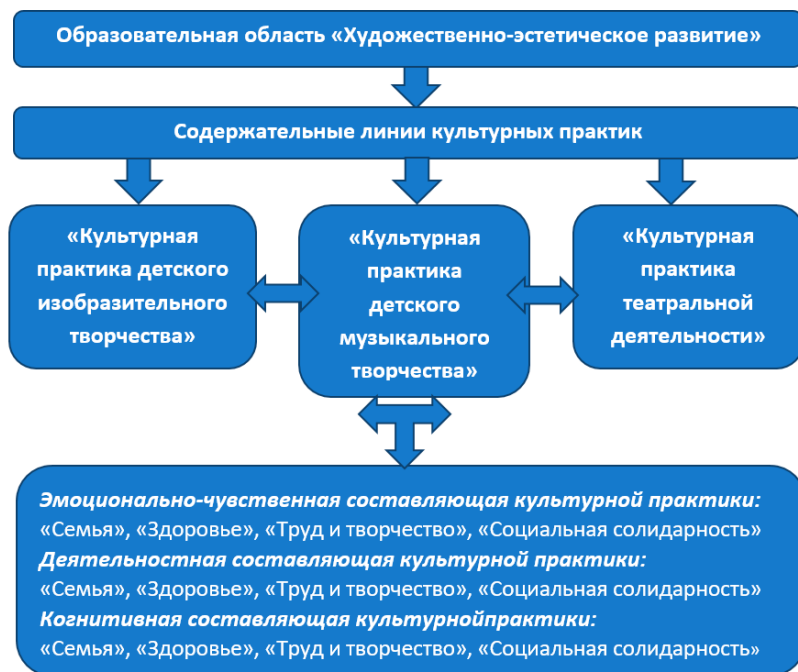 Образовательная область «Художественно-эстетическое развитие»
Содержательные линии культурных практик
«Культурная
практика детского
изобразительного
творчества»
«Культурная
практика
детского
музыкального
творчества»
«Культурная
практика
театральной
деятельности»
Эмоционально-чувственная составляющая культурной практики:
«Семья», «Здоровье», «Труд и творчество», «Социальная солидарность»
Деятельностная составляющая культурной практики:
«Семья», «Здоровье», «Труд и творчество», «Социальная солидарность»
Когнитивная составляющая культурнойпрактики:
«Семья», «Здоровье», «Труд и творчество», «Социальная солидарность»